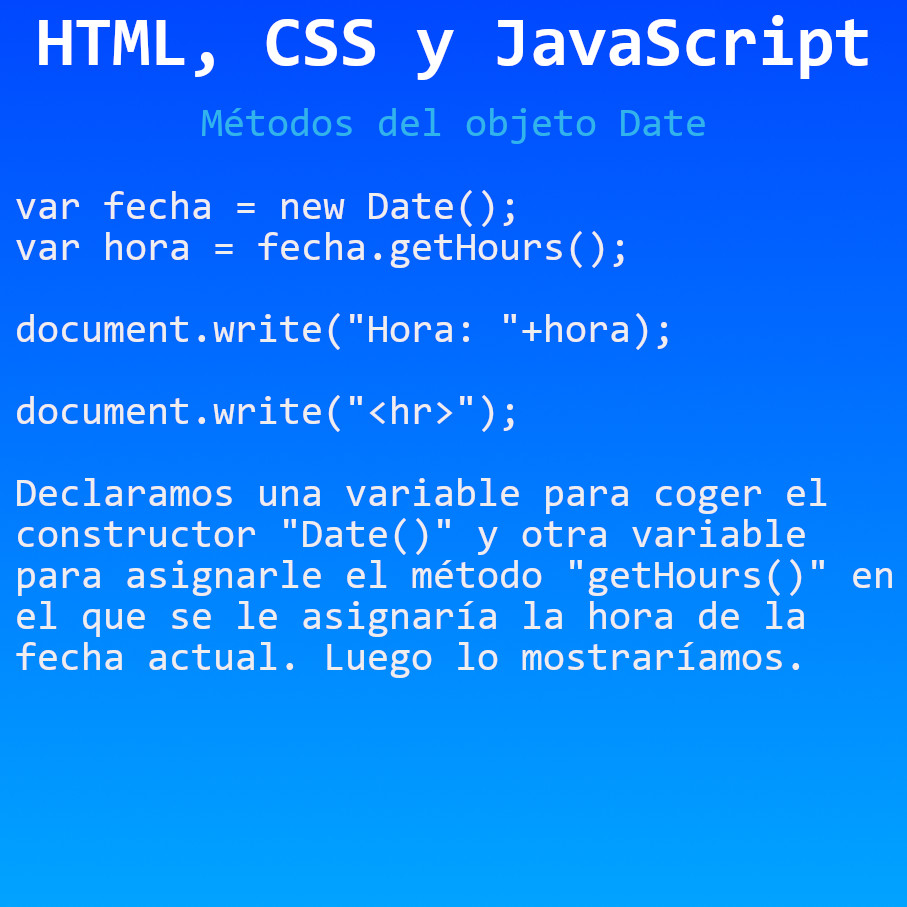 HTML, CSS y JavaScript
Métodos del objeto Date
var fecha = new Date();
var hora = fecha.getHours();
document.write("Hora: "+hora);
document.write("<hr>");
Declaramos una variable para coger el
constructor "Date()" y otra variable
para asignarle el método "getHours()" en
el que se le asignaría la hora de la
fecha actual. Luego lo mostraríamos.